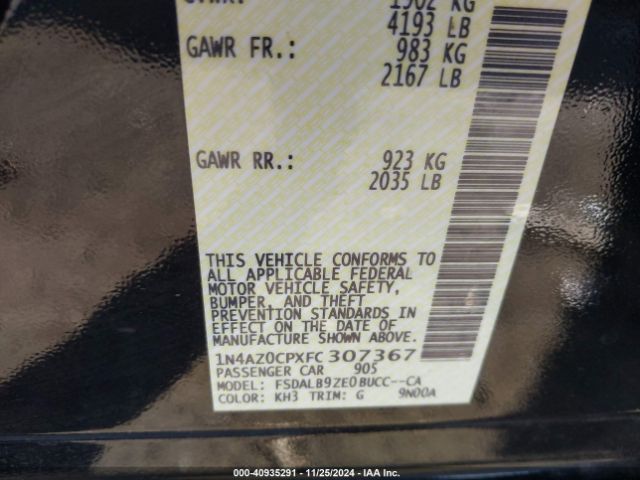 1902 KG
4193 LB
GAWR FR.: 983 KG
2167 LB
GAWR RR.: 923 KG
2035 LB
THIS VEHICLE CONFORMS TO
ALL APPLICABLE FEDERAL
MOTOR VEHICLE SAFETY,
BUMPER, AND THEFT
PREVENTION STANDARDS IN
EFFECT ON THE DATE OF
MANUFACTURE SHOWN ABOVE.
1N4AZ0CPXFC307367
PASSENGER CAR 905
MODEL: FSDALB9ZE0BUCC--CA
COLOR: KH3 TRIM: G 9N00A
000-40935291 - 11/25/2024 - IAA Inc.